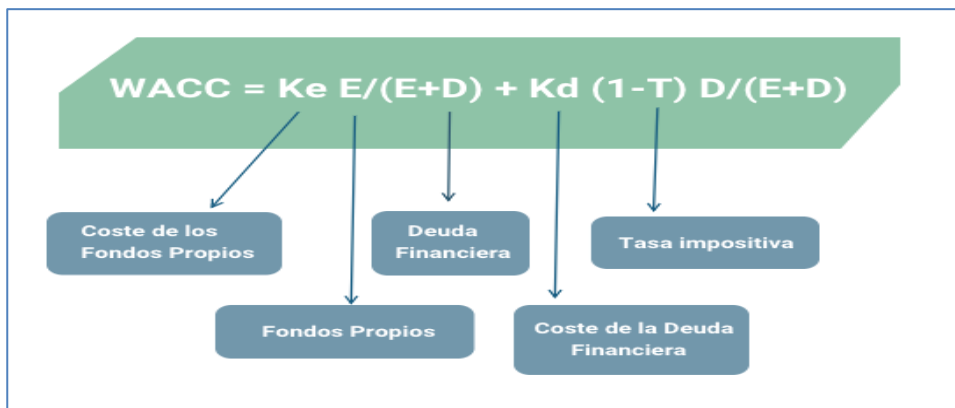 WACC = Ke E/(E+D) + Kd (1-T) D/(E+D)
Coste de los
Fondos Propios
Deuda
Financiera
Tasa impositiva
Fondos Propios
Coste de la Deuda
Financiera